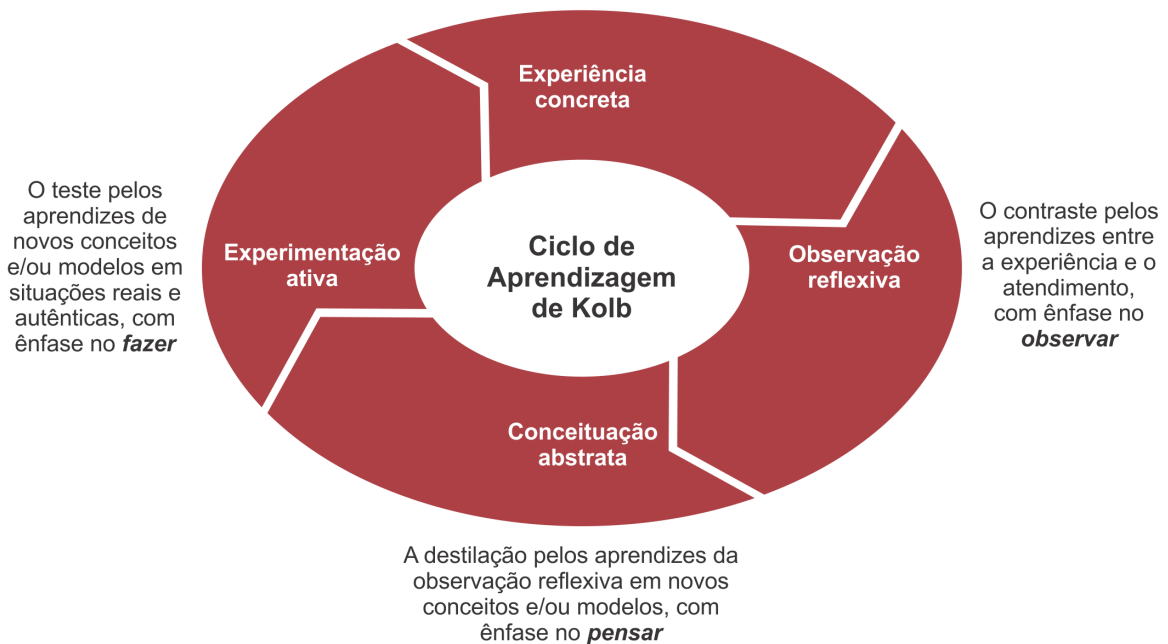 Experiência
concreta
O contraste pelos
aprendizes entre
a experiência e o
atendimento,
com ênfase no
observar
Observação
reflexiva
Ciclo de
Aprendizagem
de Kolb
Experimentação
ativa
O teste pelos
aprendizes de
novos conceitos
e/ou modelos em
situações reais e
autênticas, com
ênfase no fazer
Conceituação
abstrata
A destilação pelos aprendizes da
observação reflexiva em novos
conceitos e/ou modelos, com
ênfase no pensar